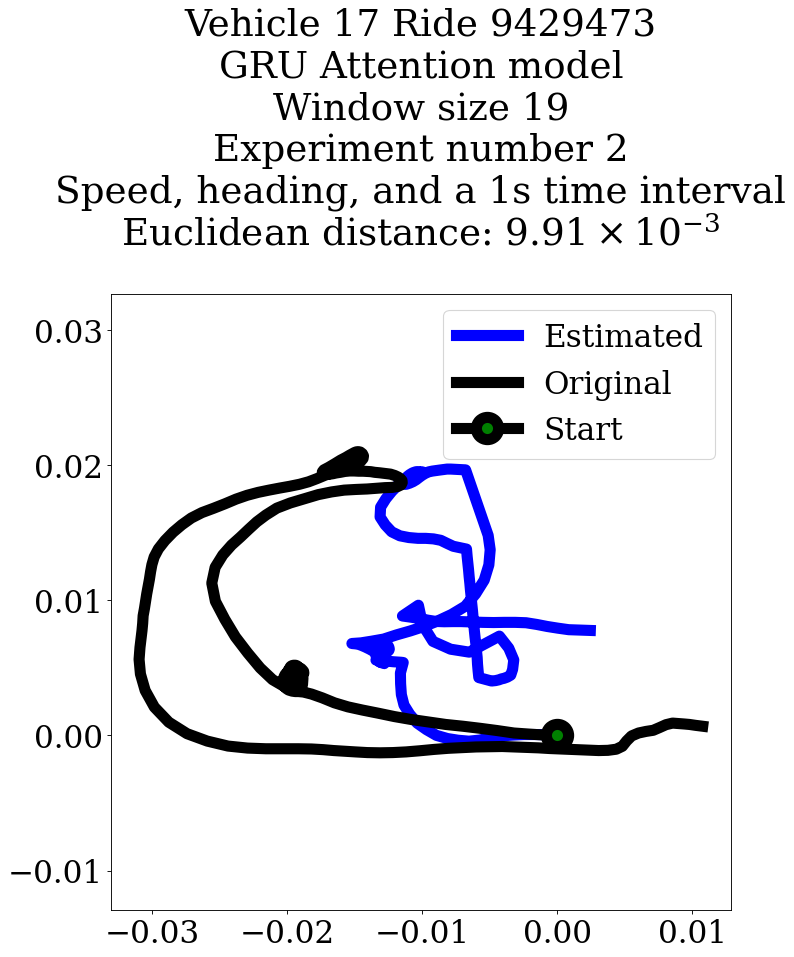 Vehicle 17 Ride 9429473
GRU Attention model
Window size 19
Experiment number 2
Speed, heading, and a 1s time interval
Euclidean distance: 9.91 × 10⁻³
Estimated
Original
Start
0.03
0.02
0.01
0.00
−0.01
−0.03 −0.02 −0.01 0.00 0.01